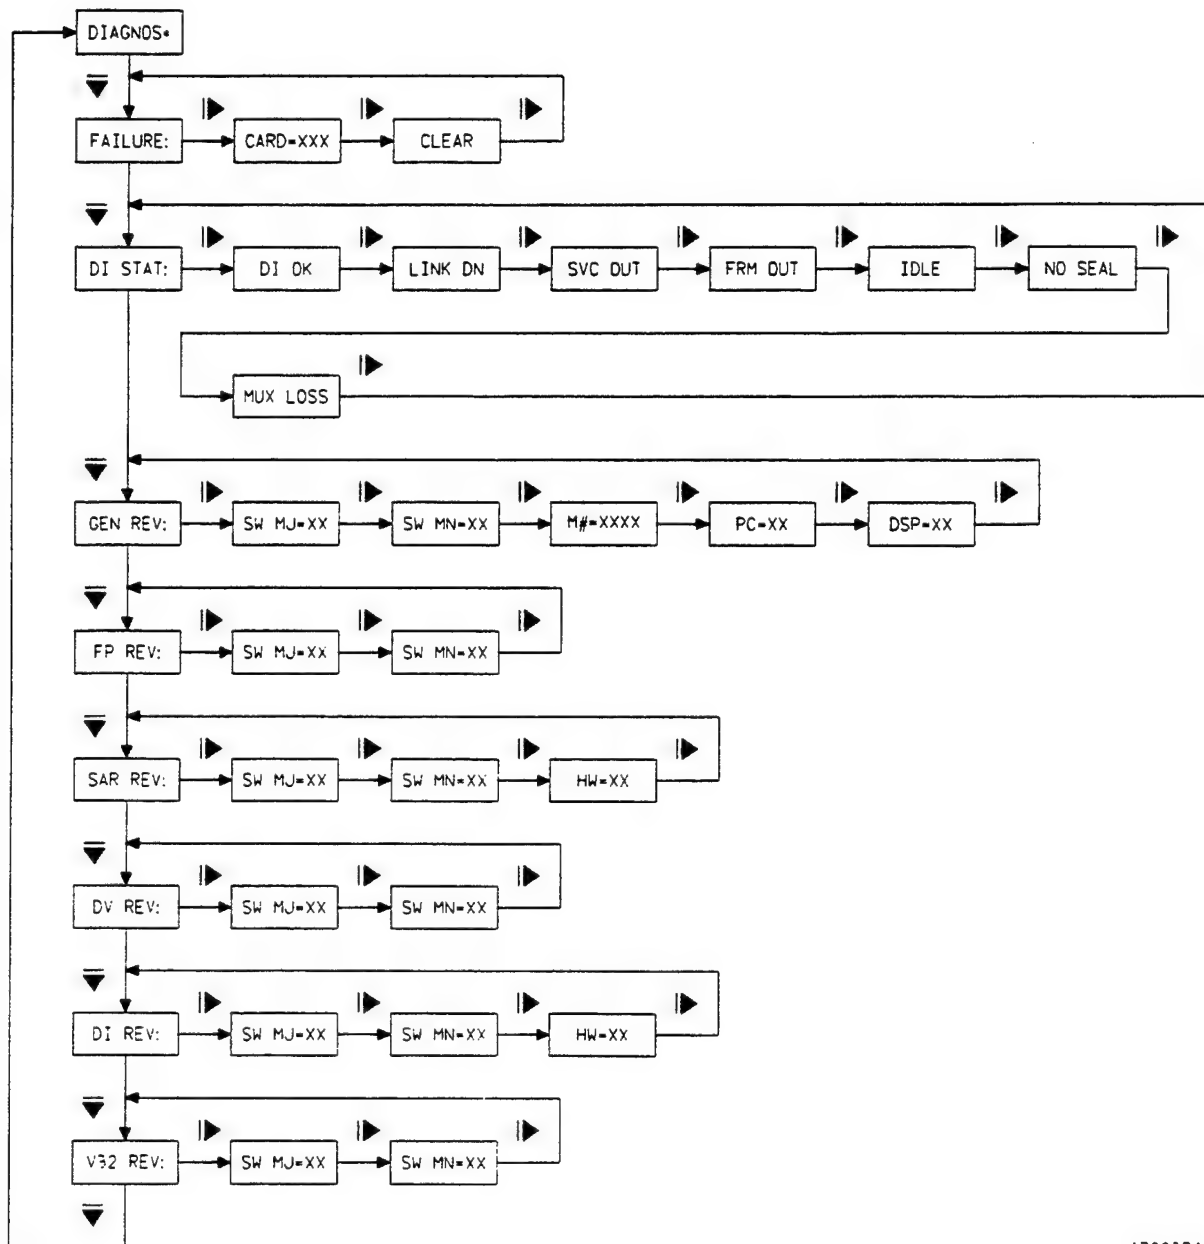 DIAGNOS*
FAILURE: CARD=XXX CLEAR
DI STAT: DI OK LINK DN SVC OUT FRM OUT IDLE NO SEAL
MUX LOSS
GEN REV: SW MJ=XX SW MN=XX M#=XXXX PC=XX DSP=XX
FP REV: SW MJ=XX SW MN=XX
SAR REV: SW MJ=XX SW MN=XX HW=XX
DV REV: SW MJ=XX SW MN=XX
DI REV: SW MJ=XX SW MN=XX HW=XX
V32 REV: SW MJ=XX SW MN=XX